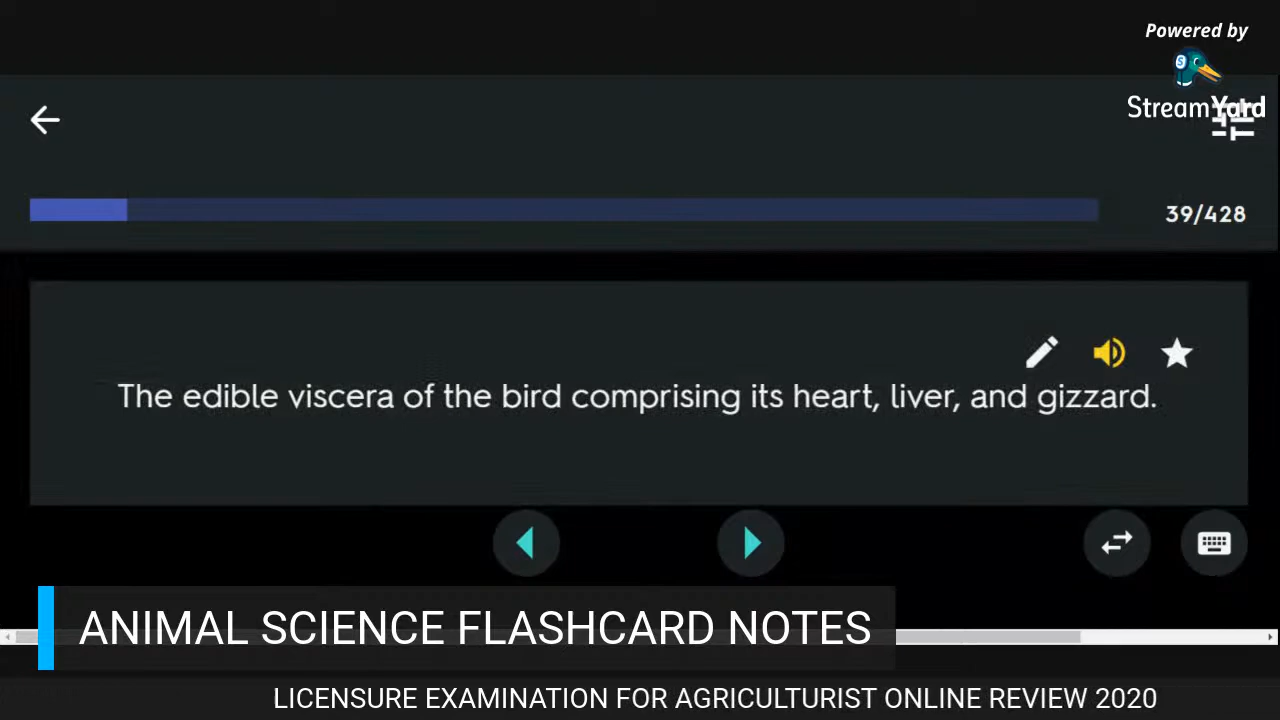 Powered by
StreamYard
39/428
The edible viscera of the bird comprising its heart, liver, and gizzard.
ANIMAL SCIENCE FLASHCARD NOTES
LICENSURE EXAMINATION FOR AGRICULTURIST ONLINE REVIEW 2020